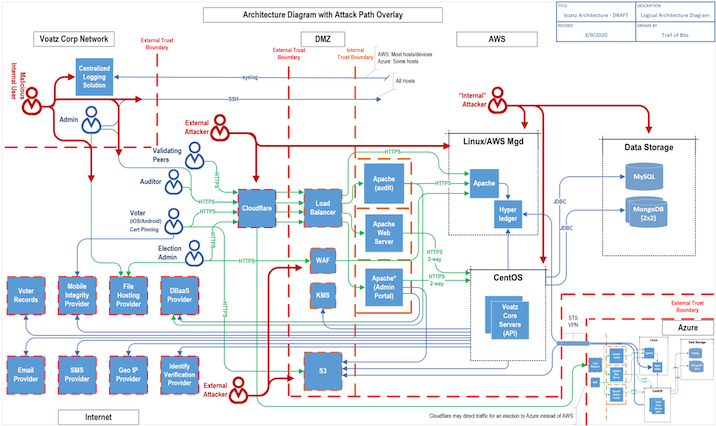 Architecture Diagram with Attack Path Overlay
TITLE
Voatz Architecture - DRAFT
DESCRIPTION
Logical Architecture Diagram
REVISED
3/9/2020
DRAWN BY
Trail of Bits
Voatz Corp Network
External Trust
Boundary
External Trust
Boundary
DMZ
Internal
Trust Boundary
AWS
AWS: Most hosts/devices
Azure: Some hosts
All Hosts
Malicious
Internal User
Centralized
Logging
Solution
syslog
SSH
Admin
External
Attacker
"Internal"
Attacker
Validating
Peers
HTTPS
Auditor
HTTPS
Voter
(iOS/Android)
Cert Pinning
HTTPS
Election
Admin
HTTPS
HTTPS
Cloudflare
Load
Balancer
Apache
(audit)
Apache
Web
Server
Apache*
(Admin
Portal)
HTTPS
HTTPS
HTTPS
HTTPS
2-way
HTTPS
2-way
Linux/AWS Mgd
Apache
Hyper
ledger
JDBC
JDBC
Data Storage
MySQL
MongoDB
(2x2)
WAF
KMS
S3
CentOS
Voatz
Core
Servers
(API)
Voter
Records
Mobile
Integrity
Provider
File
Hosting
Provider
DBaaS
Provider
Email
Provider
SMS
Provider
Geo IP
Provider
Identify
Verification
Provider
External
Attacker
Internet
STS
VPN
External Trust
Boundary
Azure
Linux
Data Storage
CentOS
Cloudflare may direct traffic for an election to Azure instead of AWS